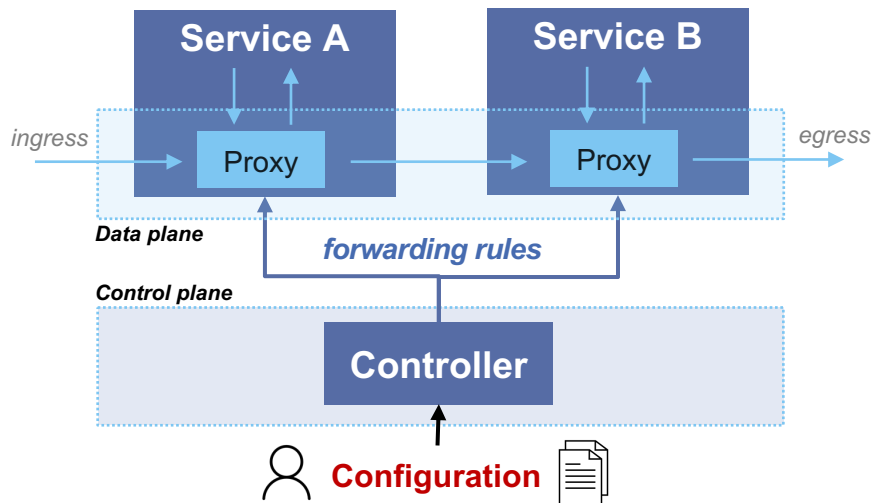 Service A
Service B
ingress
egress
Proxy
Proxy
Data plane
forwarding rules
Control plane
Controller
Configuration